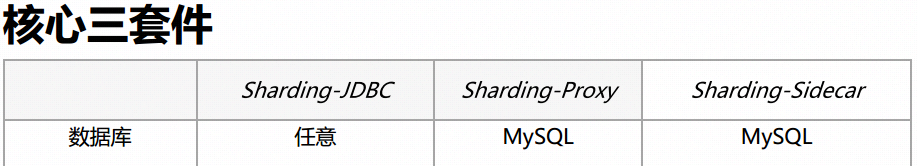 核心三套件
Sharding-JDBC Sharding-Proxy Sharding-Sidecar
数据库 任意 MySQL MySQL